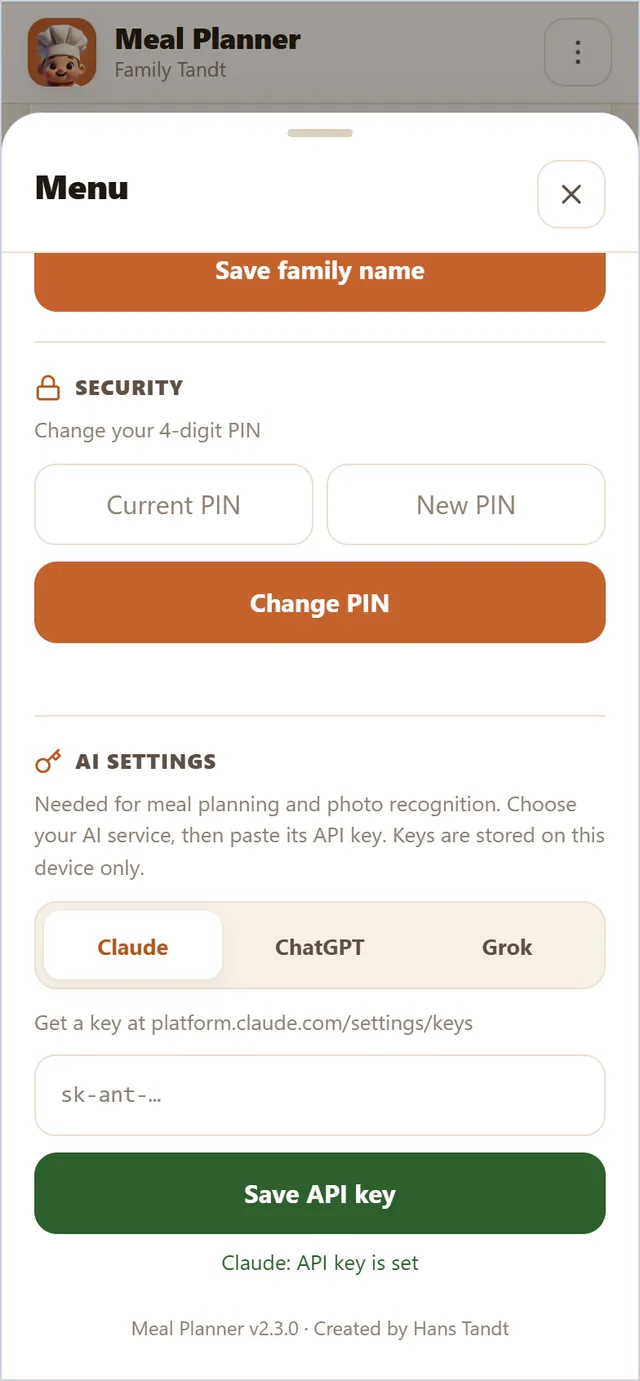 Meal Planner
Family Tandt
Menu
Save family name
SECURITY
Change your 4-digit PIN
Current PIN
New PIN
Change PIN
AI SETTINGS
Needed for meal planning and photo recognition. Choose
your AI service, then paste its API key. Keys are stored on this
device only.
Claude
ChatGPT
Grok
Get a key at platform.claude.com/settings/keys
sk-ant-…
Save API key
Claude: API key is set
Meal Planner v2.3.0 · Created by Hans Tandt